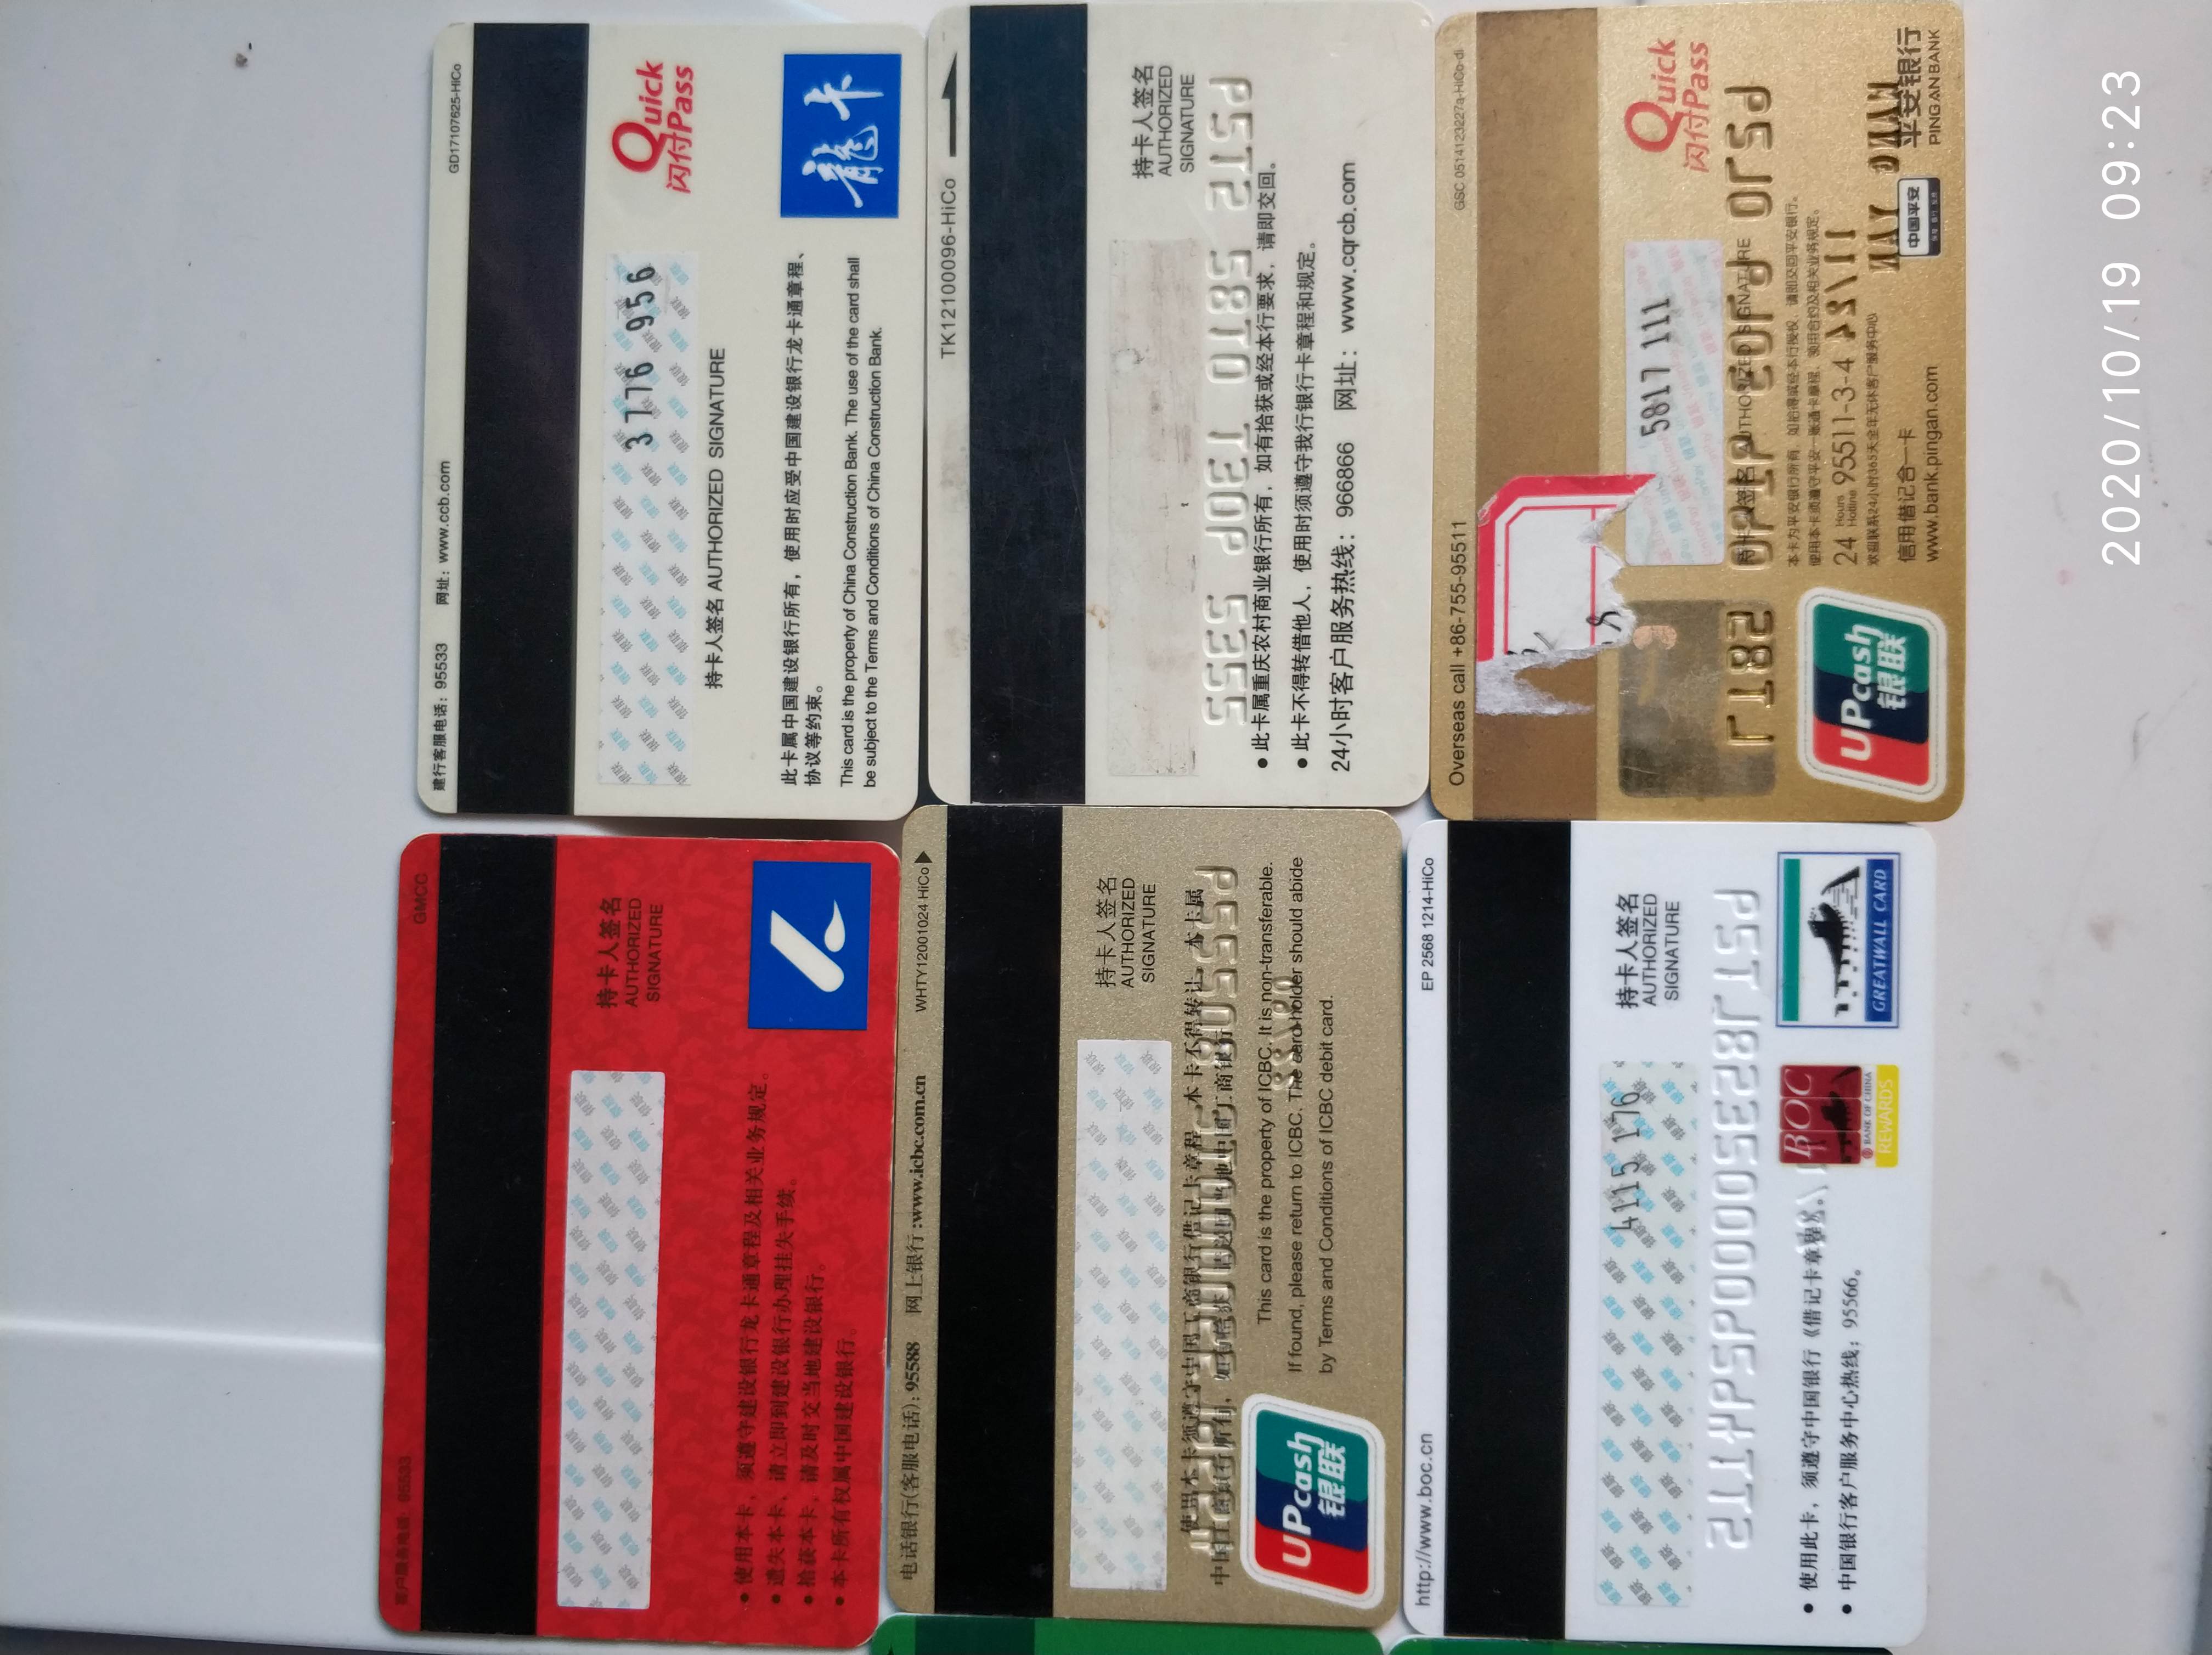 客户服务电话：95533
GMCC
持卡人签名
AUTHORIZED
SIGNATURE
•使用本卡，须遵守建设银行龙卡通章程及相关业务规定。
•遗失本卡，请立即到建设银行办理挂失手续。
•拾获本卡，请及时交当地建设银行。
•本卡所有权属中国建设银行。
建行客服电话：95533 网址：www.ccb.com
GD17107625-HiCo
3776 956
Quick
闪付Pass
持卡人签名 AUTHORIZED SIGNATURE
此卡属中国建设银行所有，使用时应受中国建设银行龙卡通章程、
协议等约束。
This card is the property of China Construction Bank. The use of the card shall
be subject to the Terms and Conditions of China Construction Bank.
龍卡
电话银行(客服电话):95588 网上银行:www.icbc.com.cn
WHTY12001024 HiCo
持卡人签名
AUTHORIZED
SIGNATURE
使用本卡须遵守中国工商银行借记卡章程，本卡不得转让。本卡属
中国工商银行所有，如有拾获，请送回当地中国工商银行
This card is the property of ICBC. It is non-transferable.
If found, please return to ICBC. The card-holder should abide
by Terms and Conditions of ICBC debit card.
UPcash
银联
TK12100096-HiCo
持卡人签名
AUTHORIZED
SIGNATURE
•此卡属重庆农村商业银行所有，如有拾获或经本行要求，请即交回。
•此卡不得转借他人，使用时须遵守我行银行卡章程和规定。
24小时客户服务热线：966866 网址：www.cqrcb.com
http://www.boc.cn
EP 2568 1214-HiCo
4115 176
持卡人签名
AUTHORIZED
SIGNATURE
•使用此卡，须遵守中国银行《借记卡章程》。
•中国银行客户服务中心热线：95566。
BOC
BANK OF CHINA
REWARDS
GREATWALL CARD
Overseas call +86-755-95511
GSC 0514123227a-HiCo-di
5817 111
Quick
闪付Pass
持卡人签名 AUTHORIZED SIGNATURE
本卡为平安银行所有，如拾得或经本行授权，请即交回平安银行。
使用本卡须遵守平安一账通卡章程、领用合约及相关业务规定。
24 Hours Hotline 95511-3-4
欢迎联系24小时365天全年无休客户服务中心
信用借记合一卡
www.bank.pingan.com
UPcash
银联
中国平安
保险 银行 投资
平安银行
PING AN BANK
2020/10/19 09:23